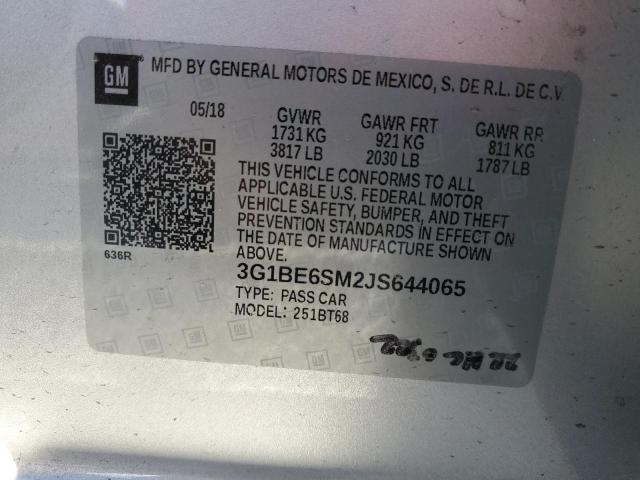 GM MFD BY GENERAL MOTORS DE MEXICO, S. DE R.L. DE C.V.
05/18 GVWR GAWR FRT GAWR RR
1731 KG 921 KG 811 KG
3817 LB 2030 LB 1787 LB
THIS VEHICLE CONFORMS TO ALL
APPLICABLE U.S. FEDERAL MOTOR
VEHICLE SAFETY, BUMPER, AND THEFT
PREVENTION STANDARDS IN EFFECT ON
THE DATE OF MANUFACTURE SHOWN
ABOVE.
636R
3G1BE6SM2JS644065
TYPE: PASS CAR
MODEL: 251BT68